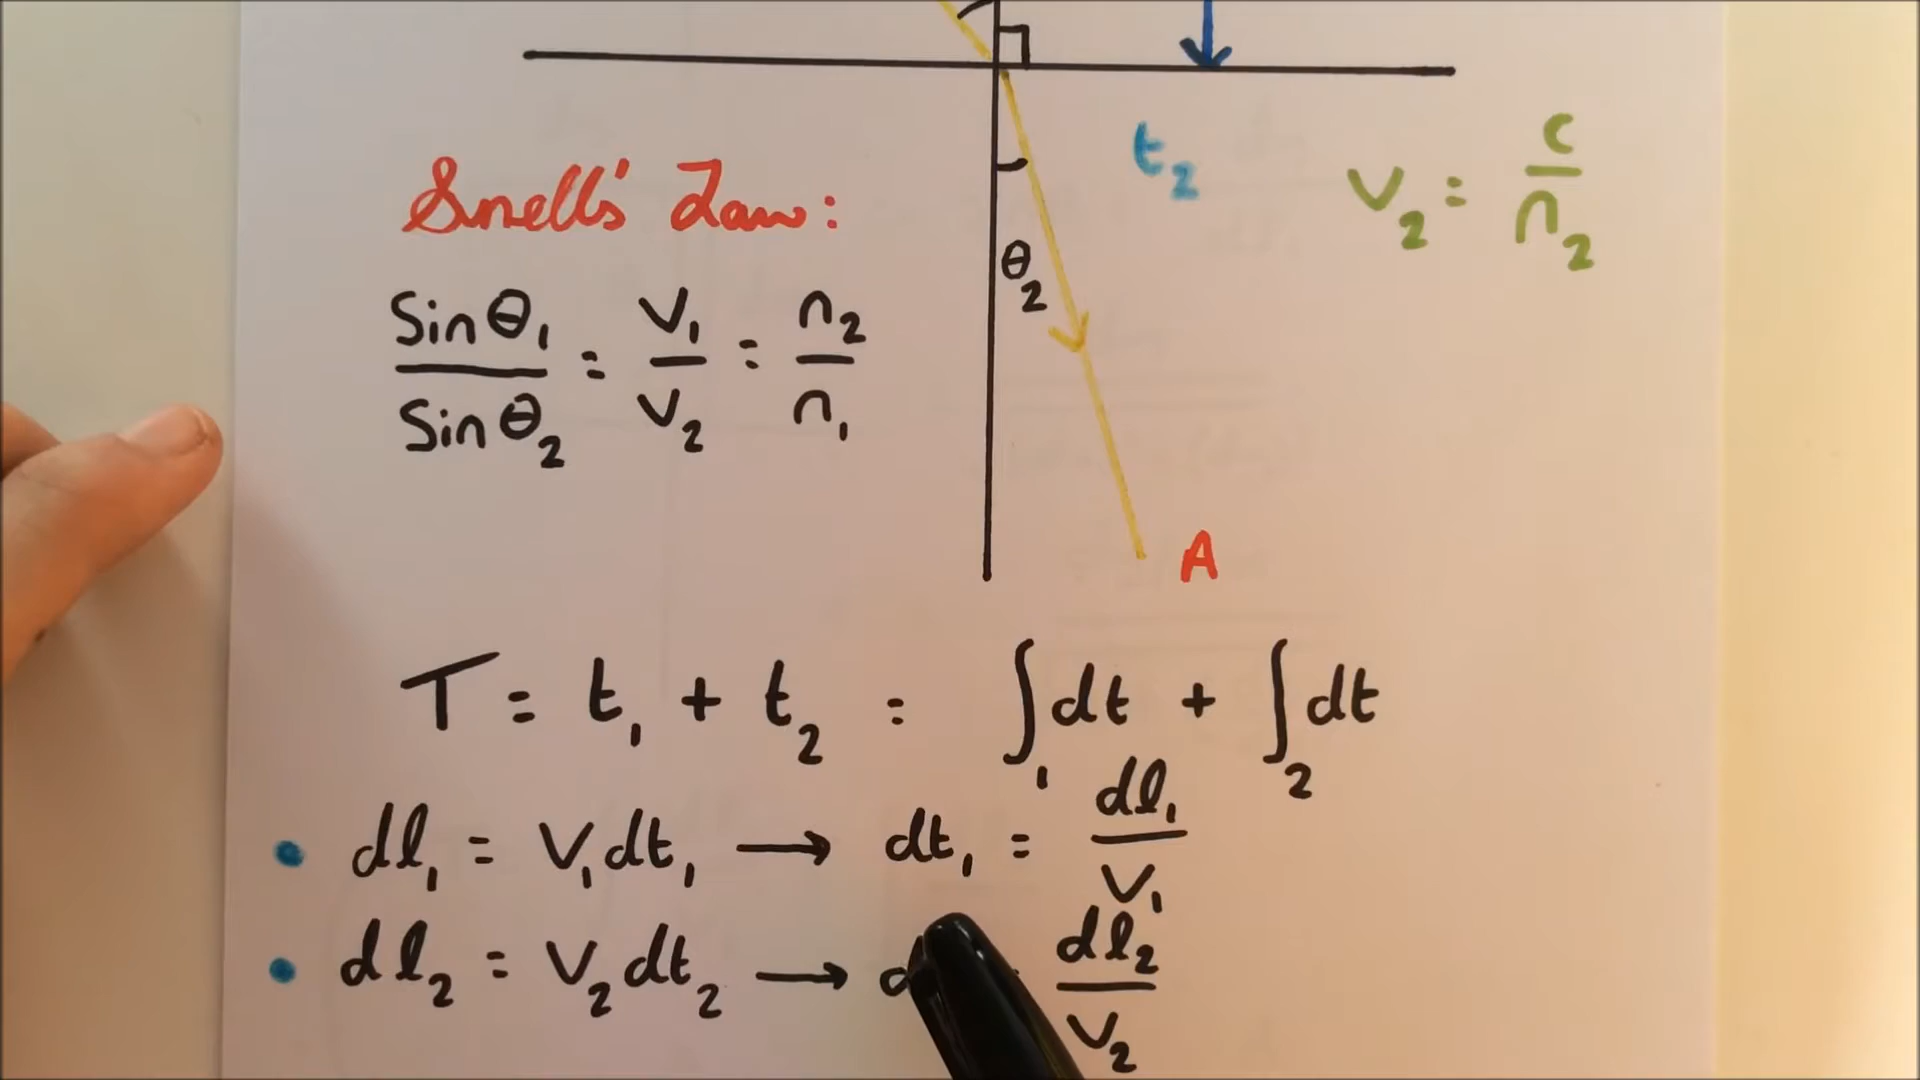 t₂
V₂ = c/n₂
Snell's Law:
θ₂
Sinθ₁/Sinθ₂ = V₁/V₂ = n₂/n₁
A
T = t₁ + t₂ = ∫₁dt + ∫₂dt
• dl₁ = V₁dt₁ → dt₁ = dl₁/V₁
• dl₂ = V₂dt₂ → d dl₂/V₂